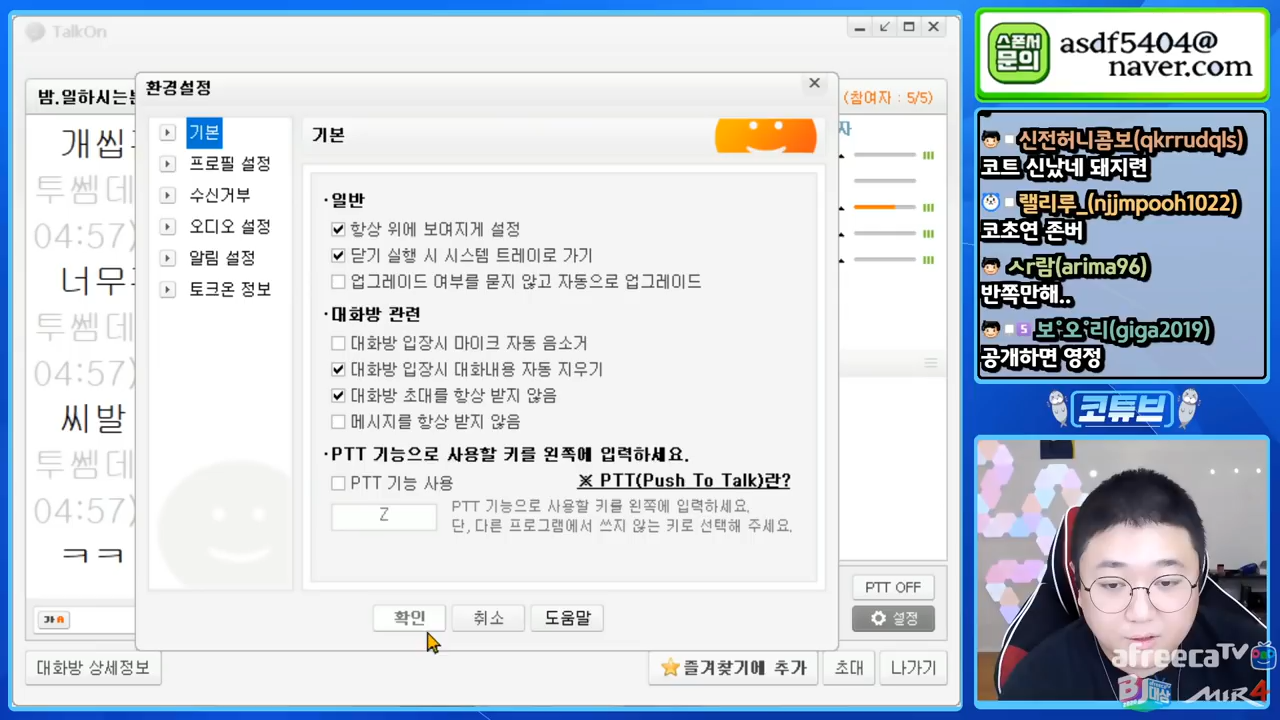 TalkOn
밤.일하시는분
(참여자 : 5/5)
자
개씹
투쎔데
04:57)
너무
투쎔데
04:57)
씨발
투쎔데
04:57)
ㅋㅋ
가A
대화방 상세정보
환경설정
기본
프로필 설정
수신거부
오디오 설정
알림 설정
토크온 정보
기본
·일반
항상 위에 보여지게 설정
닫기 실행 시 시스템 트레이로 가기
업그레이드 여부를 묻지 않고 자동으로 업그레이드
·대화방 관련
대화방 입장시 마이크 자동 음소거
대화방 입장시 대화내용 자동 지우기
대화방 초대를 항상 받지 않음
메시지를 항상 받지 않음
·PTT 기능으로 사용할 키를 왼쪽에 입력하세요.
PTT 기능 사용
※ PTT(Push To Talk)란?
Z
PTT 기능으로 사용할 키를 왼쪽에 입력하세요.
단, 다른 프로그램에서 쓰지 않는 키로 선택해 주세요.
확인
취소
도움말
PTT OFF
설정
즐겨찾기에 추가
초대
나가기
스폰서
문의
asdf5404@
naver.com
신전허니콤보(qkrrudqls)
코트 신났네 돼지련
랠리루_(njjmpooh1022)
코초연 존버
ㅅr람(arima96)
반쪽만해..
S 보˚오˚리(giga2019)
공개하면 영정
코튜브
afreecaTV
afreecaTV
BJ대상
MIR4